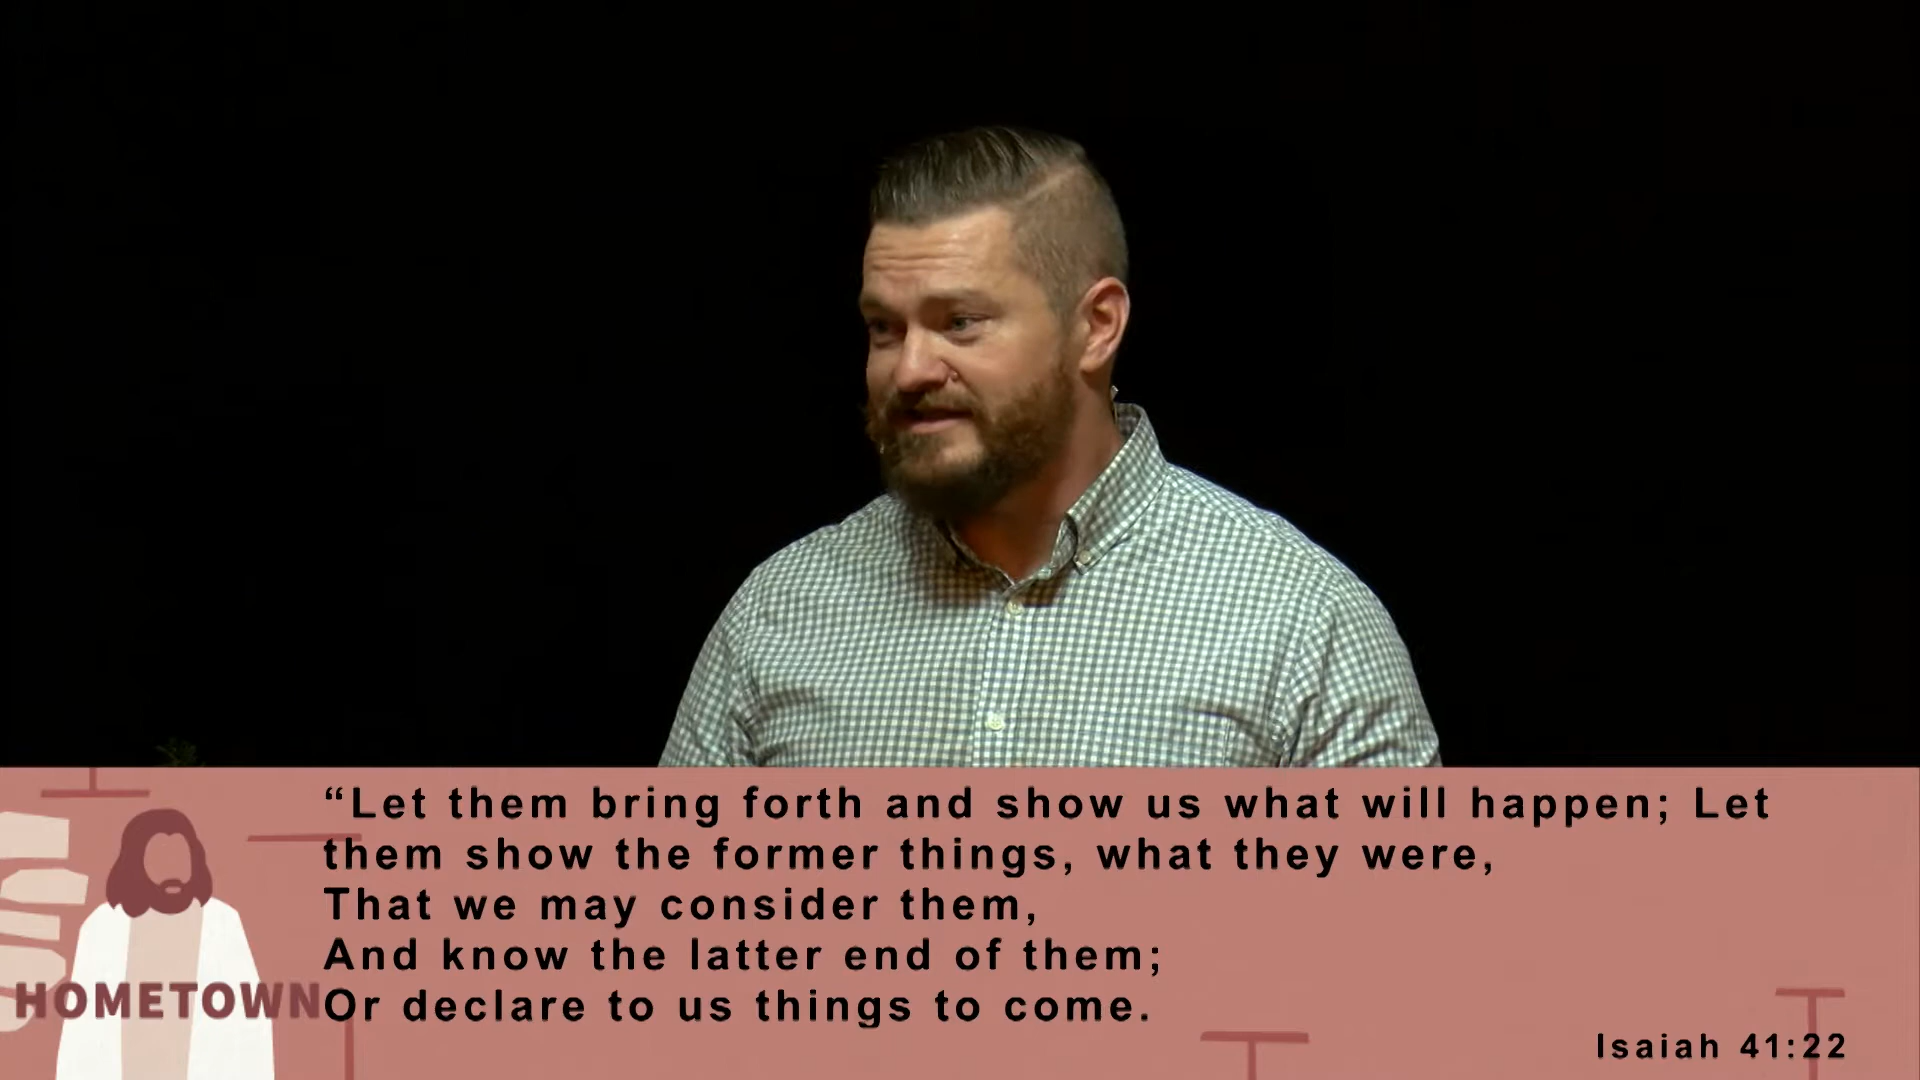 “Let them bring forth and show us what will happen; Let
them show the former things, what they were,
That we may consider them,
And know the latter end of them;
HOMETOWN
Or declare to us things to come.
Isaiah 41:22